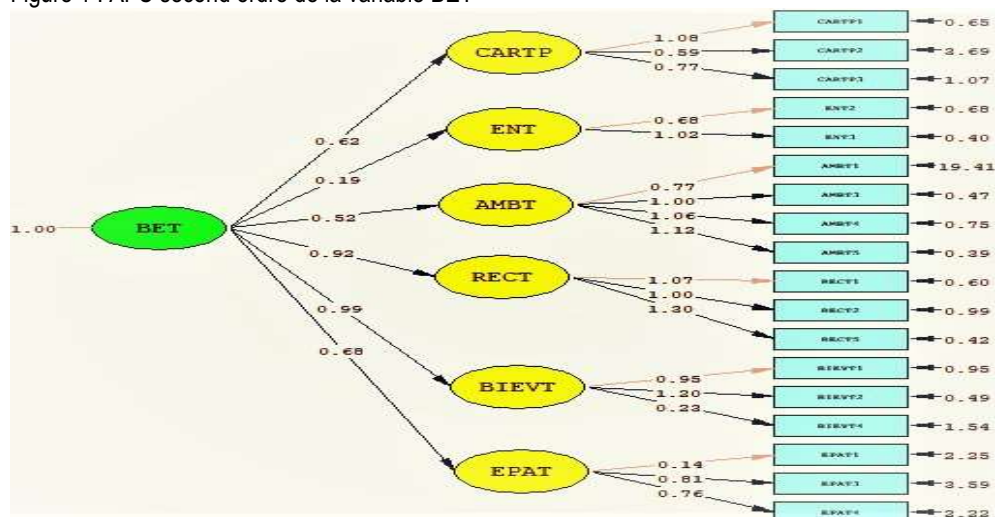 Figure 4 : AFC second ordre de la variable BET
CARTP1 0.65
1.08
CARTP CARTP2 3.69
0.59
0.77
CARTP3 1.07
ENT2 0.68
0.68
ENT ENT3 0.40
1.02
0.62
AMBT1 19.41
0.77
0.19
AMBT3 0.47
1.00
AMBT
1.06
AMBT4 0.75
0.52
1.12
1.00 BET
AMBT5 0.39
0.92
RECT
1.07
RECT1 0.60
1.00
RECT2 0.99
1.30
0.99
RECT5 0.42
0.68
BIEVT1 0.95
0.95
BIEVT
1.20
BIEVT2 0.49
0.23
BIEVT4 1.54
EPAT1 2.25
0.14
EPAT
0.81
EPAT3 3.59
0.76
EPAT4 2.22